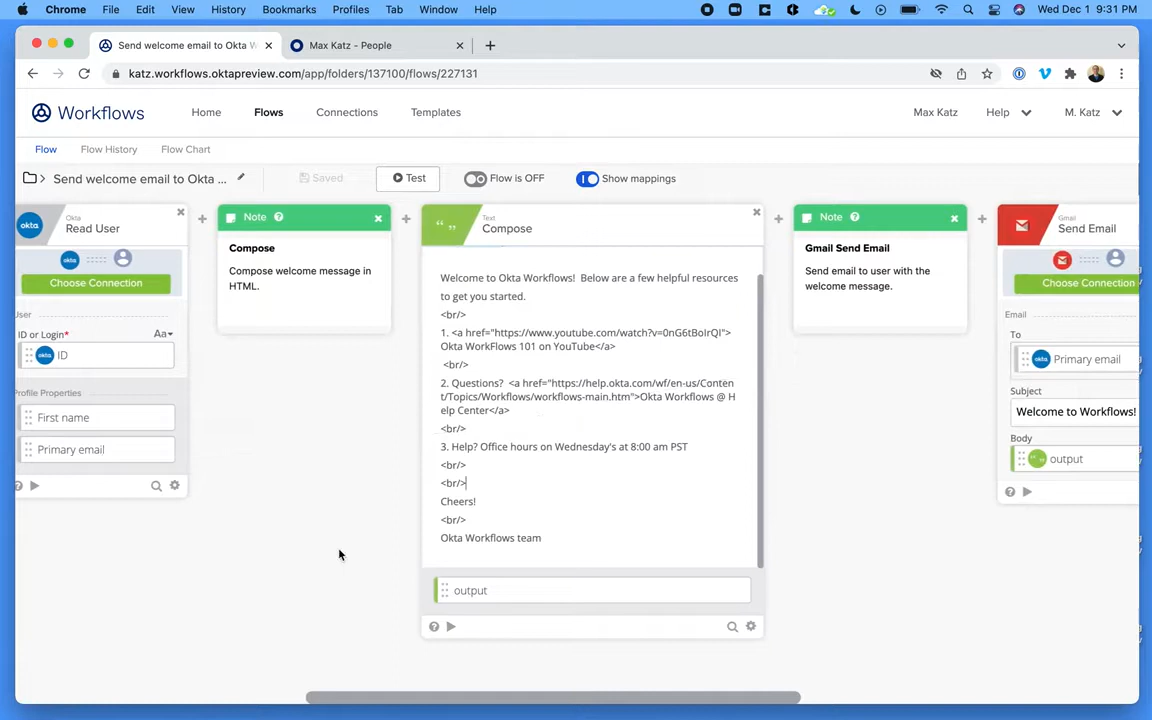 Chrome File Edit View History Bookmarks Profiles Tab Window Help Wed Dec 1 9:31 PM
Send welcome email to Okta W Max Katz - People
katz.workflows.oktapreview.com/app/folders/137100/flows/227131
Workflows Home Flows Connections Templates Max Katz Help M. Katz
Flow Flow History Flow Chart
Send welcome email to Okta ... Saved Test Flow is OFF Show mappings
Okta
Read User
Choose Connection
User
ID or Login* Aa
ID
Profile Properties
First name
Primary email
Note
Compose
Compose welcome message in
HTML.
Text
Compose
Welcome to Okta Workflows! Below are a few helpful resources
to get you started.
<br/>
1. <a href="https://www.youtube.com/watch?v=0nG6tBoIrQI">
Okta WorkFlows 101 on YouTube</a>
<br/>
2. Questions? <a href="https://help.okta.com/wf/en-us/Conten
t/Topics/Workflows/workflows-main.htm">Okta Workflows @ H
elp Center</a>
<br/>
3. Help? Office hours on Wednesday's at 8:00 am PST
<br/>
<br/>
Cheers!
<br/>
Okta Workflows team
output
Note
Gmail Send Email
Send email to user with the
welcome message.
Gmail
Send Email
Choose Connection
Email
To
Primary email
Subject
Welcome to Workflows!
Body
output